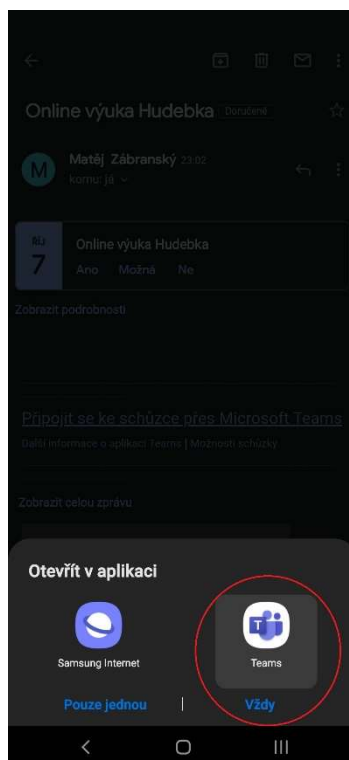 Online výuka Hudebka Doručené
M
Matěj Zábranský 23:02
komu: já
ŘÍJ
7
Online výuka Hudebka
Ano Možná Ne
Zobrazit podrobnosti
Připojit se ke schůzce přes Microsoft Teams
Další informace o aplikaci Teams | Možnosti schůzky
Zobrazit celou zprávu
Otevřít v aplikaci
Samsung Internet
Teams
Pouze jednou | Vždy